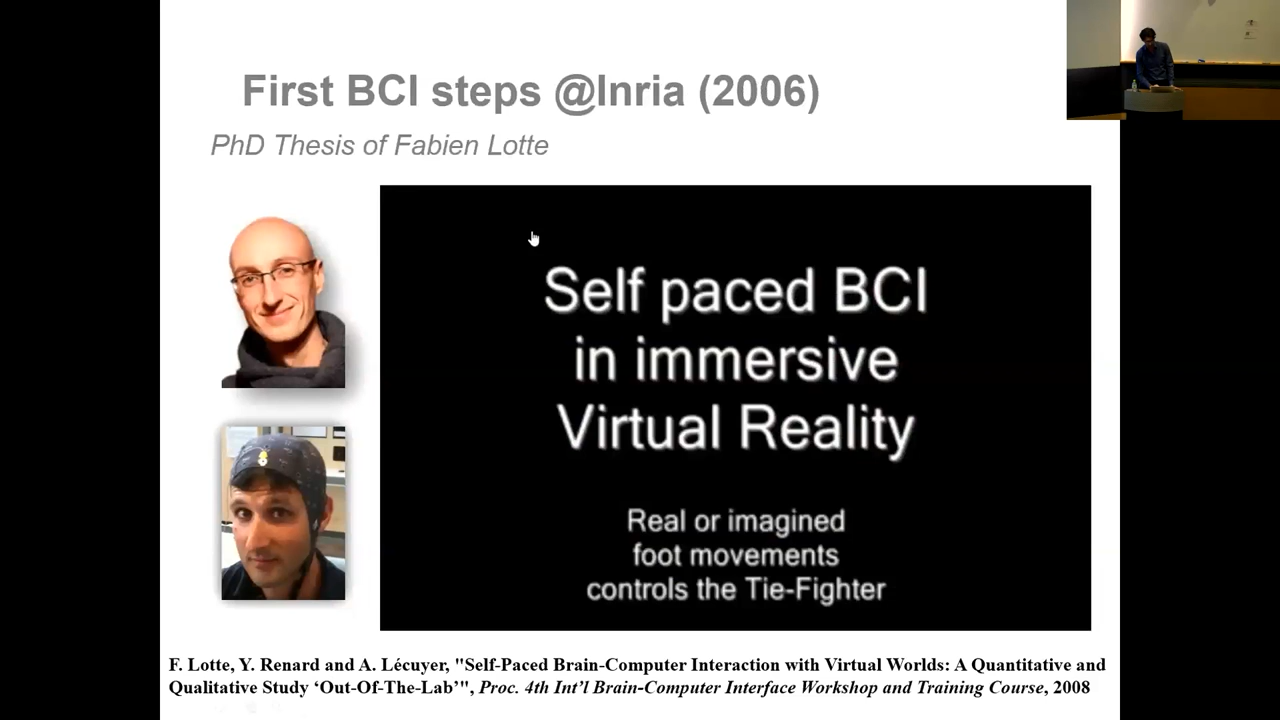 First BCI steps @Inria (2006)
PhD Thesis of Fabien Lotte
Self paced BCI
in immersive
Virtual Reality
Real or imagined
foot movements
controls the Tie-Fighter
F. Lotte, Y. Renard and A. Lécuyer, "Self-Paced Brain-Computer Interaction with Virtual Worlds: A Quantitative and
Qualitative Study ‘Out-Of-The-Lab’", Proc. 4th Int’l Brain-Computer Interface Workshop and Training Course, 2008